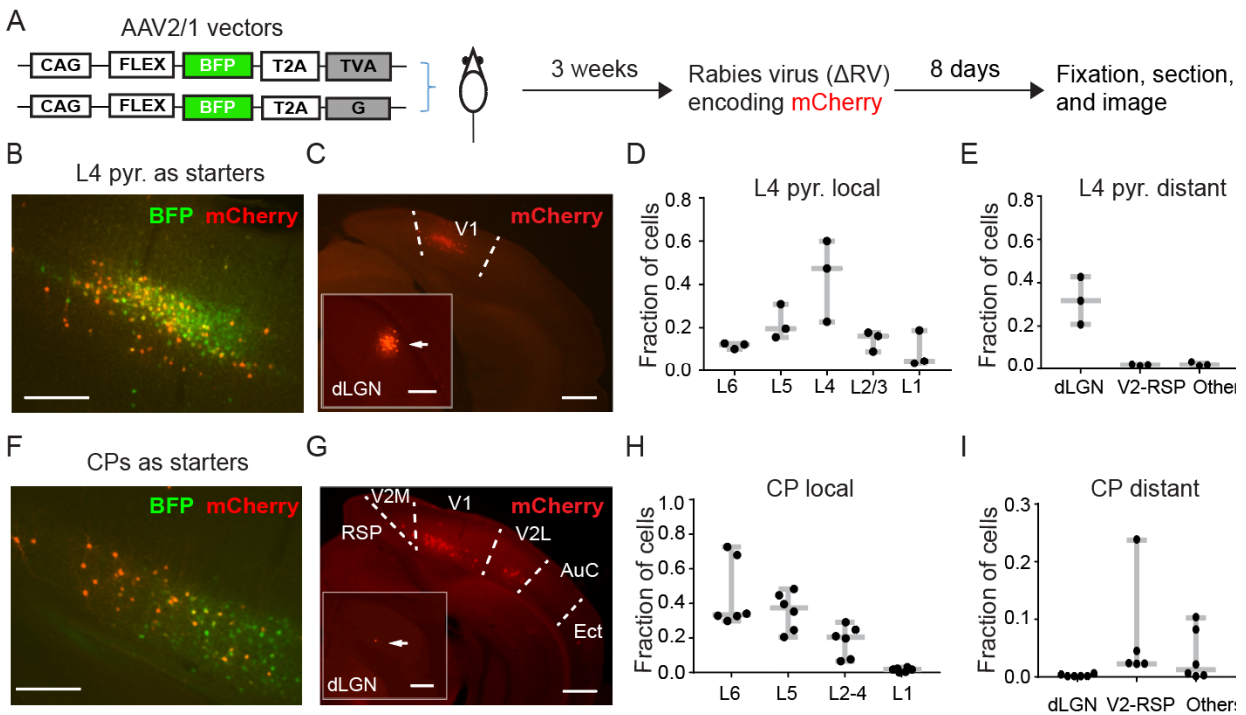 A
AAV2/1 vectors
CAG FLEX BFP T2A TVA
CAG FLEX BFP T2A G
3 weeks
Rabies virus (ΔRV)
encoding mCherry
8 days
Fixation, section,
and image
B
L4 pyr. as starters
BFP mCherry
C
mCherry
V1
dLGN
D
L4 pyr. local
Fraction of cells
0.8
0.6
0.4
0.2
0.0
L6 L5 L4 L2/3 L1
E
L4 pyr. distant
Fraction of cells
0.8
0.6
0.4
0.2
0.0
dLGN V2-RSP Other
F
CPs as starters
BFP mCherry
G
mCherry
V2M
V1
RSP
V2L
AuC
Ect
dLGN
H
CP local
Fraction of cells
1.0
0.8
0.6
0.4
0.2
0.0
L6 L5 L2-4 L1
I
CP distant
Fraction of cells
0.3
0.2
0.1
0.0
dLGN V2-RSP Others